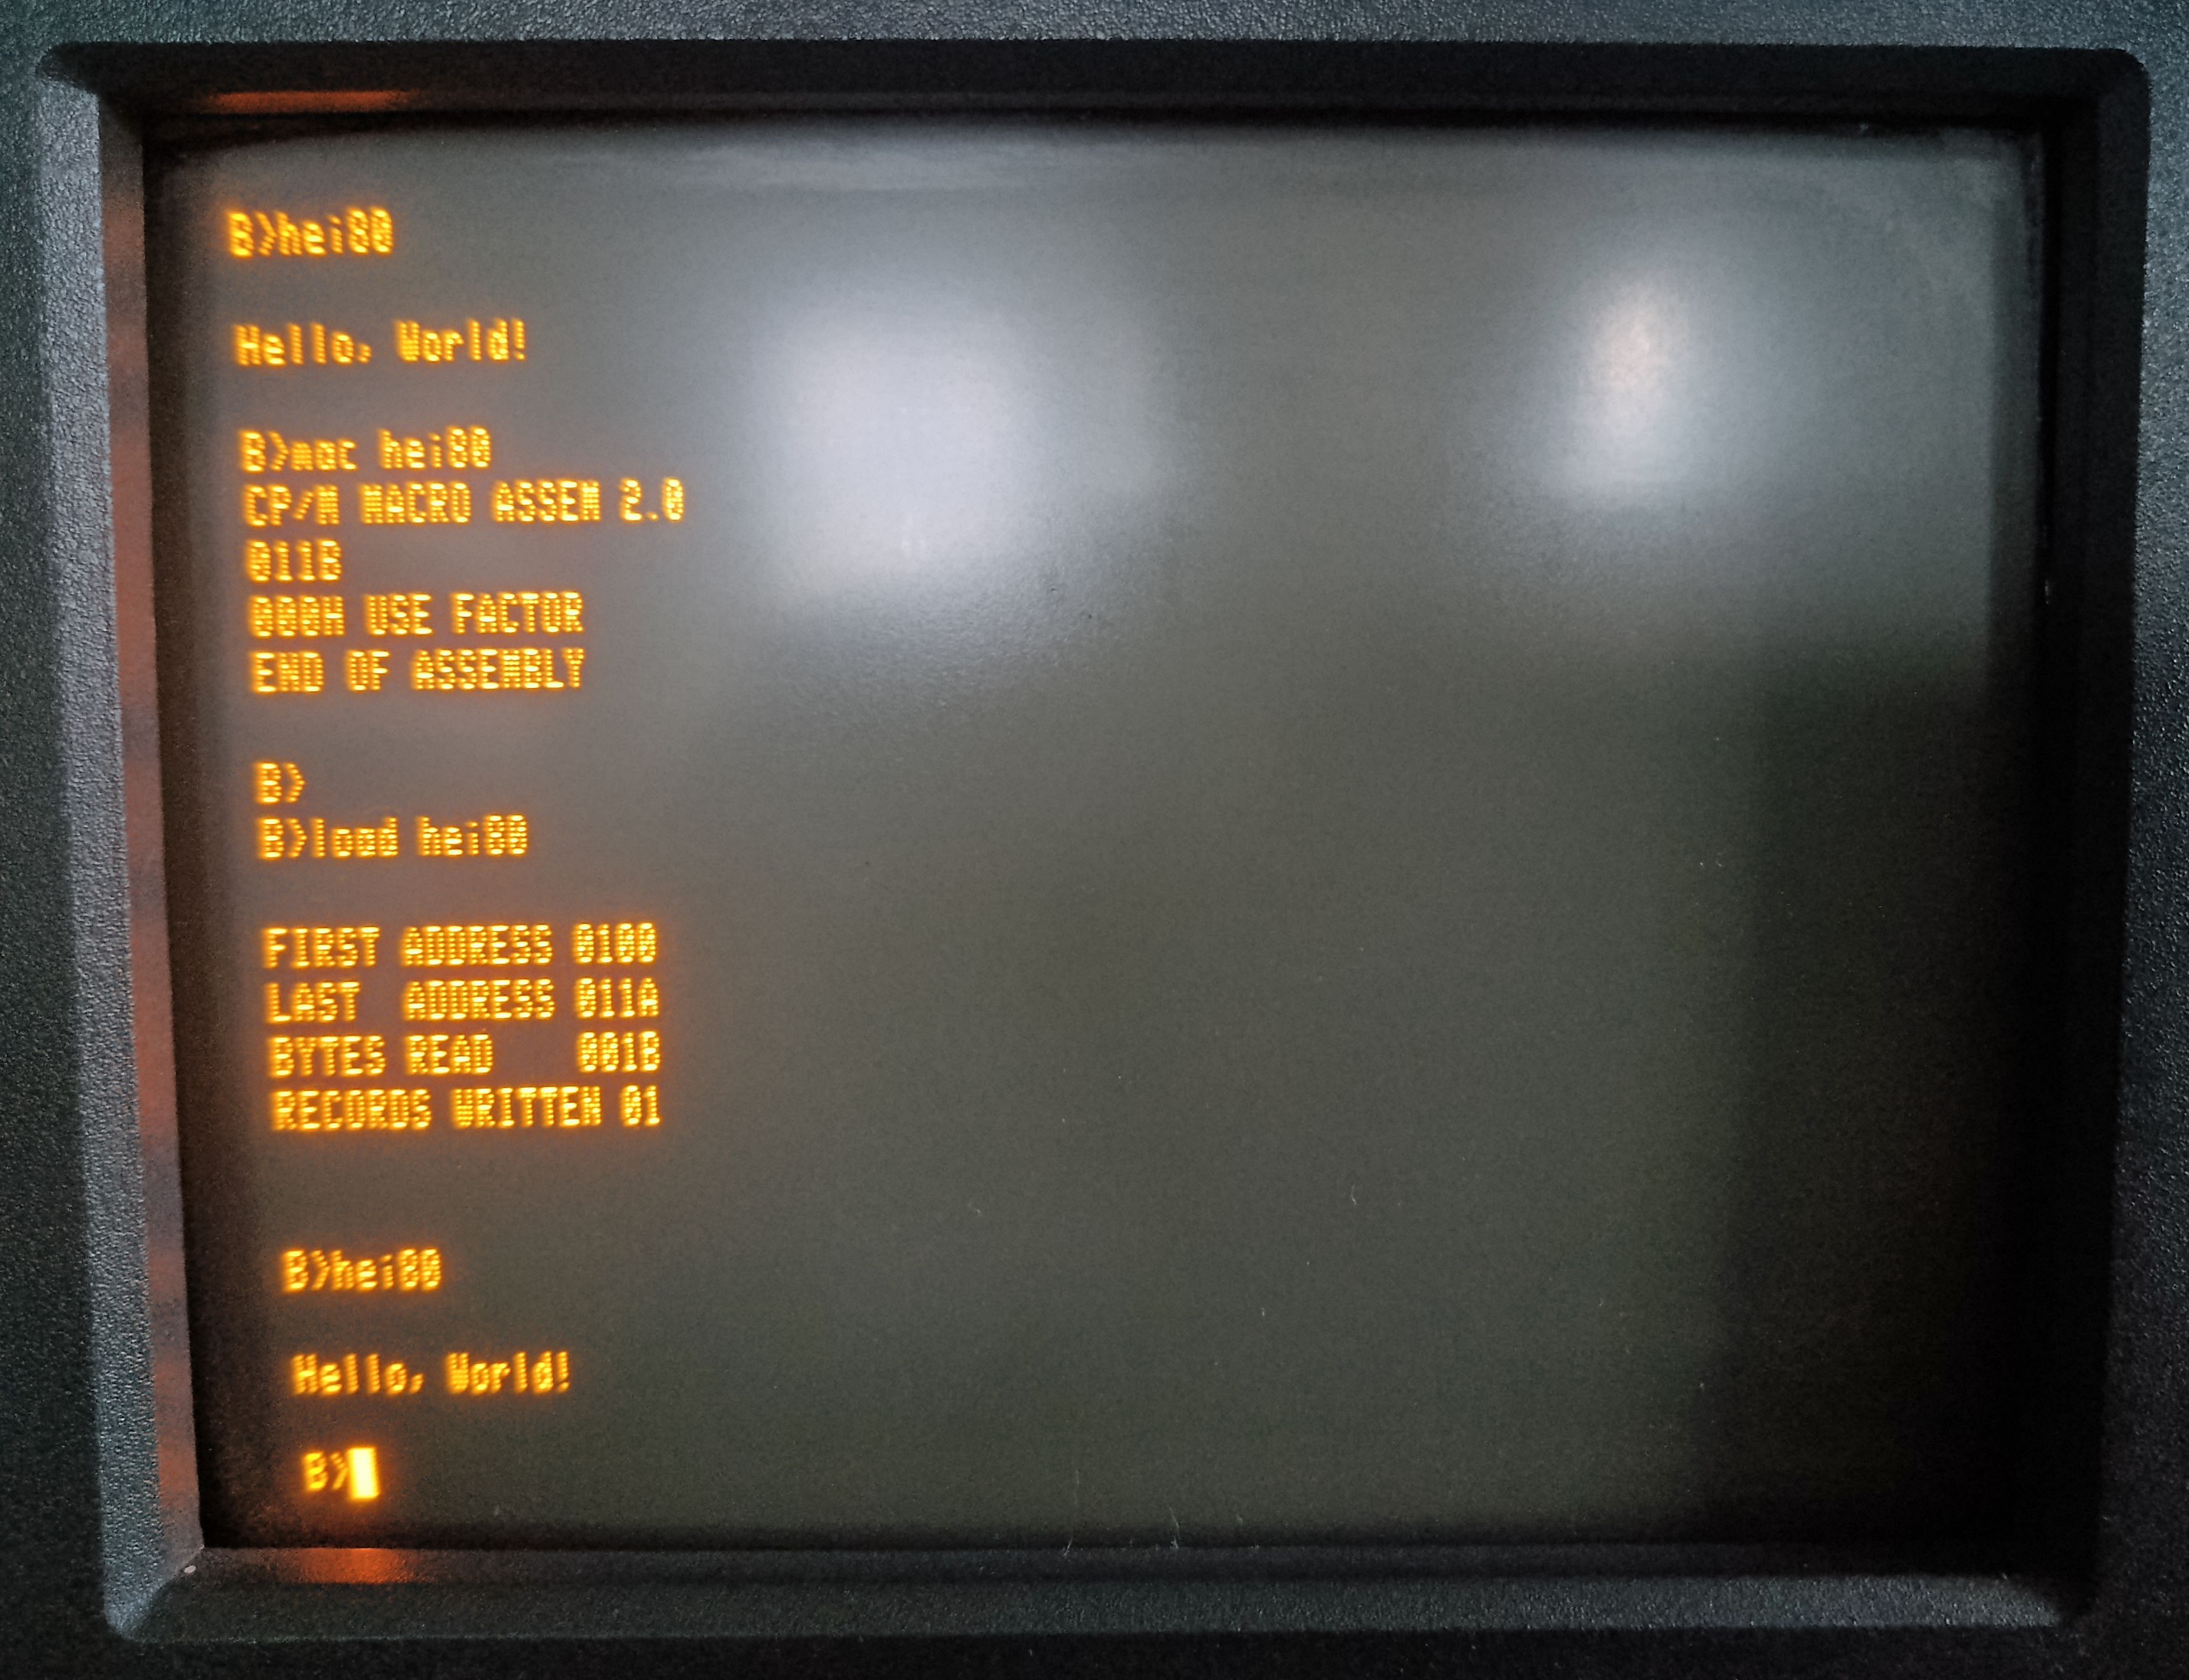 B>hei80
Hello, World!
B>mac hei80
CP/M MACRO ASSEM 2.0
011B
000H USE FACTOR
END OF ASSEMBLY
B>
B>load hei80
FIRST ADDRESS 0100
LAST  ADDRESS 011A
BYTES READ    001B
RECORDS WRITTEN 01
B>hei80
Hello, World!
B>